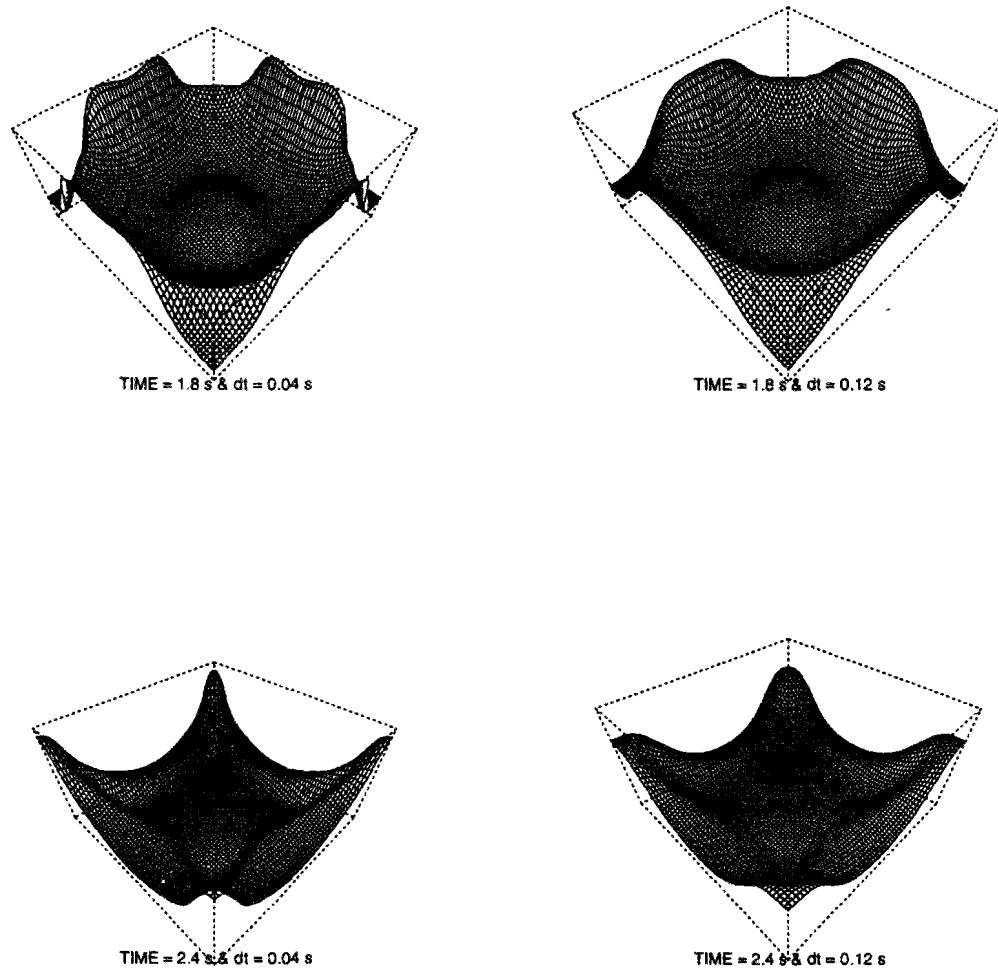 TIME = 1.8 s & dt = 0.04 s
TIME = 1.8 s & dt = 0.12 s
TIME = 2.4 s & dt = 0.04 s
TIME = 2.4 s & dt = 0.12 s